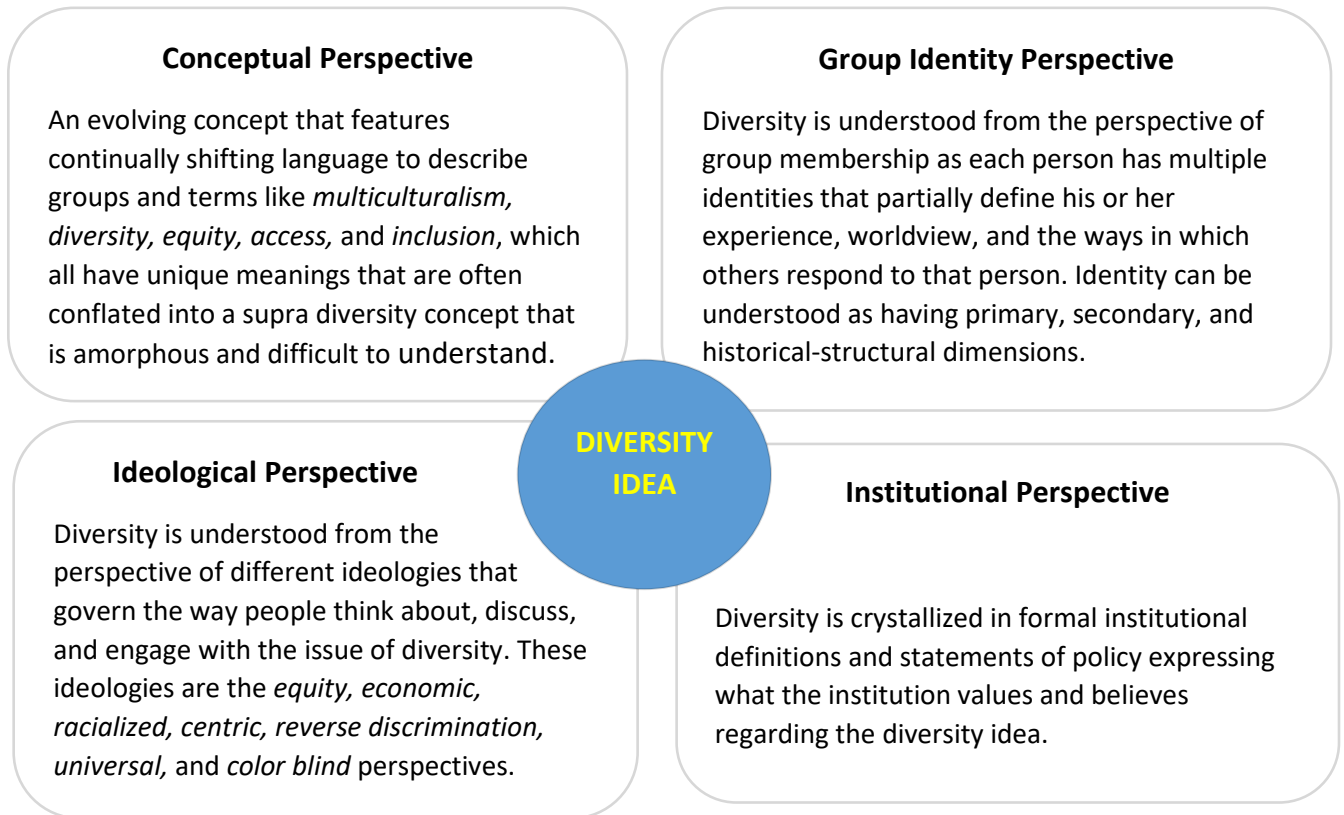 Conceptual Perspective
An evolving concept that features
continually shifting language to describe
groups and terms like multiculturalism,
diversity, equity, access, and inclusion, which
all have unique meanings that are often
conflated into a supra diversity concept that
is amorphous and difficult to understand.
Group Identity Perspective
Diversity is understood from the perspective of
group membership as each person has multiple
identities that partially define his or her
experience, worldview, and the ways in which
others respond to that person. Identity can be
understood as having primary, secondary, and
historical-structural dimensions.
DIVERSITY
IDEA
Ideological Perspective
Diversity is understood from the
perspective of different ideologies that
govern the way people think about, discuss,
and engage with the issue of diversity. These
ideologies are the equity, economic,
racialized, centric, reverse discrimination,
universal, and color blind perspectives.
Institutional Perspective
Diversity is crystallized in formal institutional
definitions and statements of policy expressing
what the institution values and believes
regarding the diversity idea.